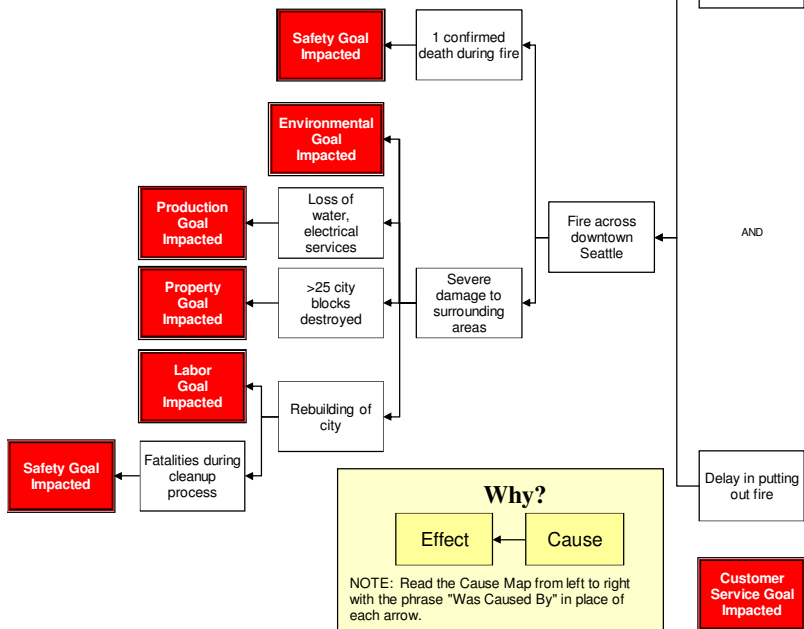 Safety Goal
Impacted
1 confirmed
death during fire
Environmental
Goal
Impacted
Production
Goal
Impacted
Loss of
water,
electrical
services
Fire across
downtown
Seattle
AND
Property
Goal
Impacted
>25 city
blocks
destroyed
Severe
damage to
surrounding
areas
Labor
Goal
Impacted
Rebuilding of
city
Safety Goal
Impacted
Fatalities during
cleanup
process
Delay in putting
out fire
Why?
Effect
Cause
NOTE: Read the Cause Map from left to right
with the phrase "Was Caused By" in place of
each arrow.
Customer
Service Goal
Impacted